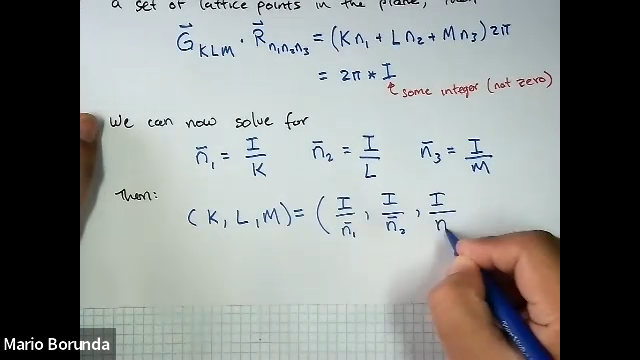 a set of lattice points in the plane, then
G⃗_KLM · R⃗_n₁n₂n₃ = (Kn₁ + Ln₂ + Mn₃) 2π
= 2π * I
some integer (not zero)
We can now solve for
n̄₁ = I/K  n̄₂ = I/L  n̄₃ = I/M
Then:
(K, L, M) = (I/n̄₁, I/n̄₂, I/n
Mario Borunda